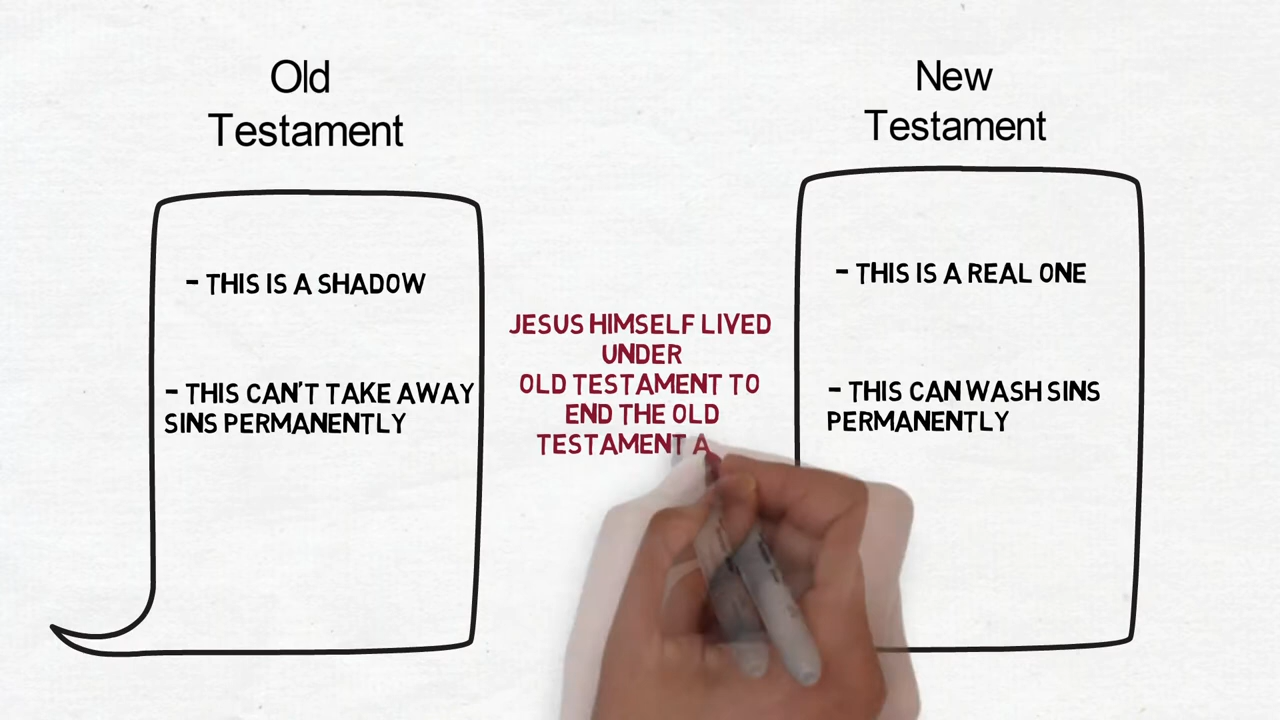 Old
Testament
- THIS IS A SHADOW
- THIS CAN'T TAKE AWAY
SINS PERMANENTLY
JESUS HIMSELF LIVED
UNDER
OLD TESTAMENT TO
END THE OLD
TESTAMENT A
New
Testament
- THIS IS A REAL ONE
- THIS CAN WASH SINS
PERMANENTLY